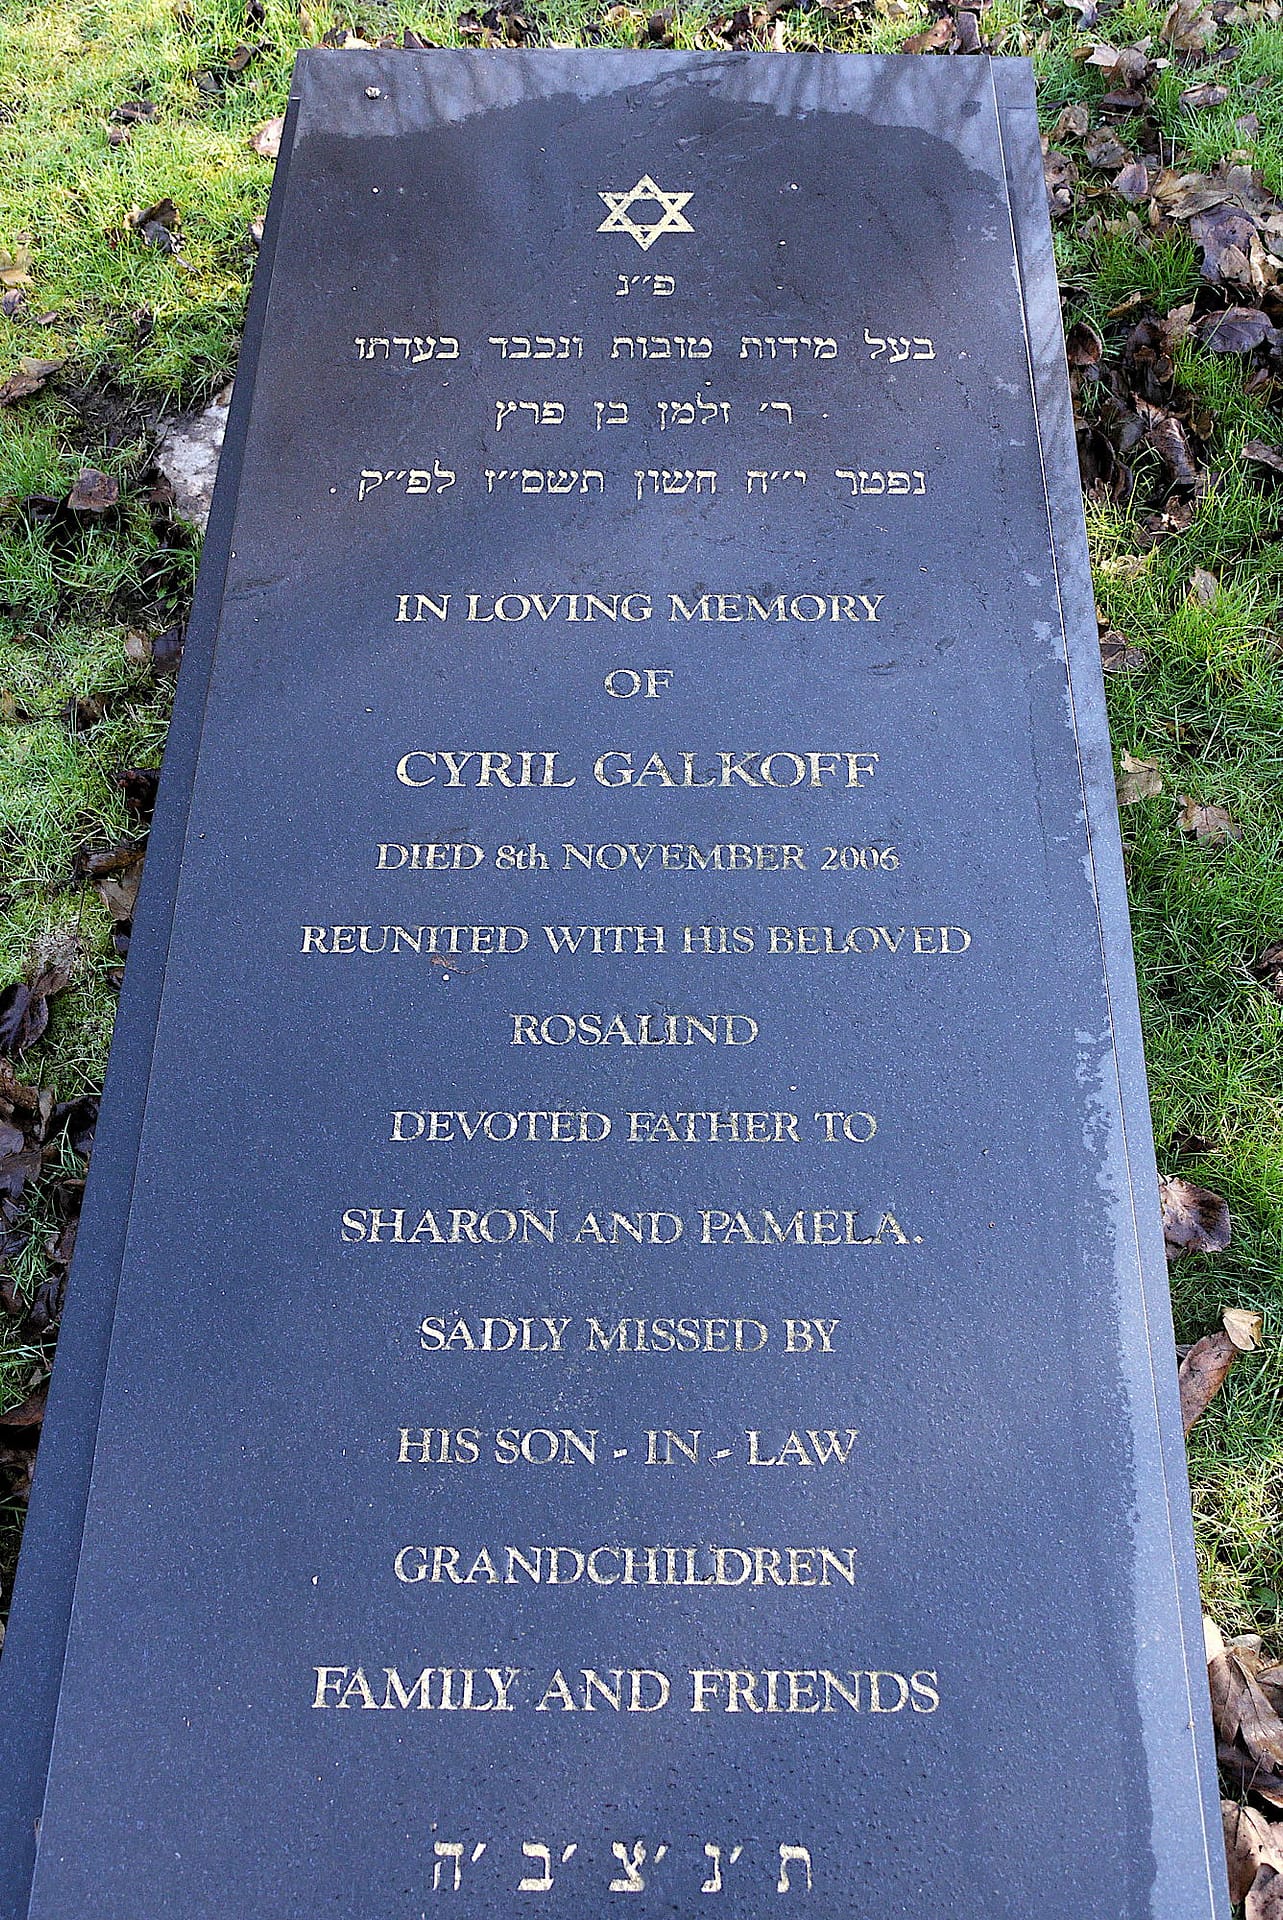 פ״נ
בעל מידות טובות ונכבד בעדתו
ר׳ זלמן בן פרץ
נפטר י״ח חשון תשס״ז לפ״ק
IN LOVING MEMORY
OF
CYRIL GALKOFF
DIED 8th NOVEMBER 2006
REUNITED WITH HIS BELOVED
ROSALIND
DEVOTED FATHER TO
SHARON AND PAMELA.
SADLY MISSED BY
HIS SON - IN - LAW
GRANDCHILDREN
FAMILY AND FRIENDS
ת ׳נ ׳צ ׳ב ׳ה